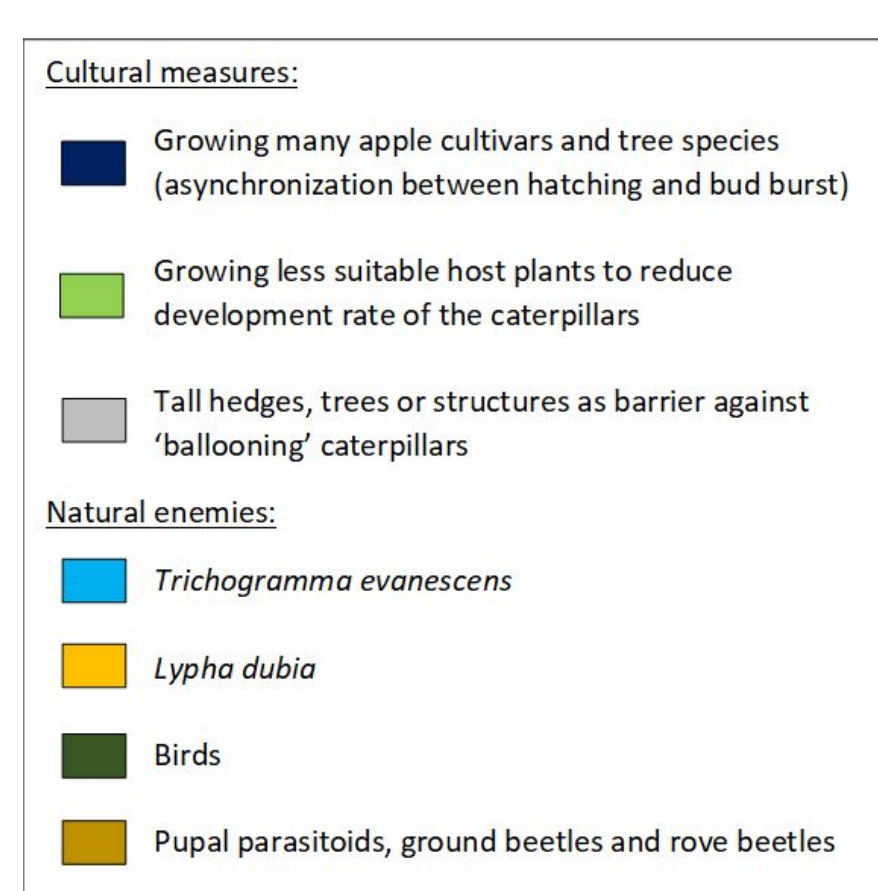 Cultural measures:
Growing many apple cultivars and tree species
(asynchronization between hatching and bud burst)
Growing less suitable host plants to reduce
development rate of the caterpillars
Tall hedges, trees or structures as barrier against
‘ballooning’ caterpillars
Natural enemies:
Trichogramma evanescens
Lypha dubia
Birds
Pupal parasitoids, ground beetles and rove beetles